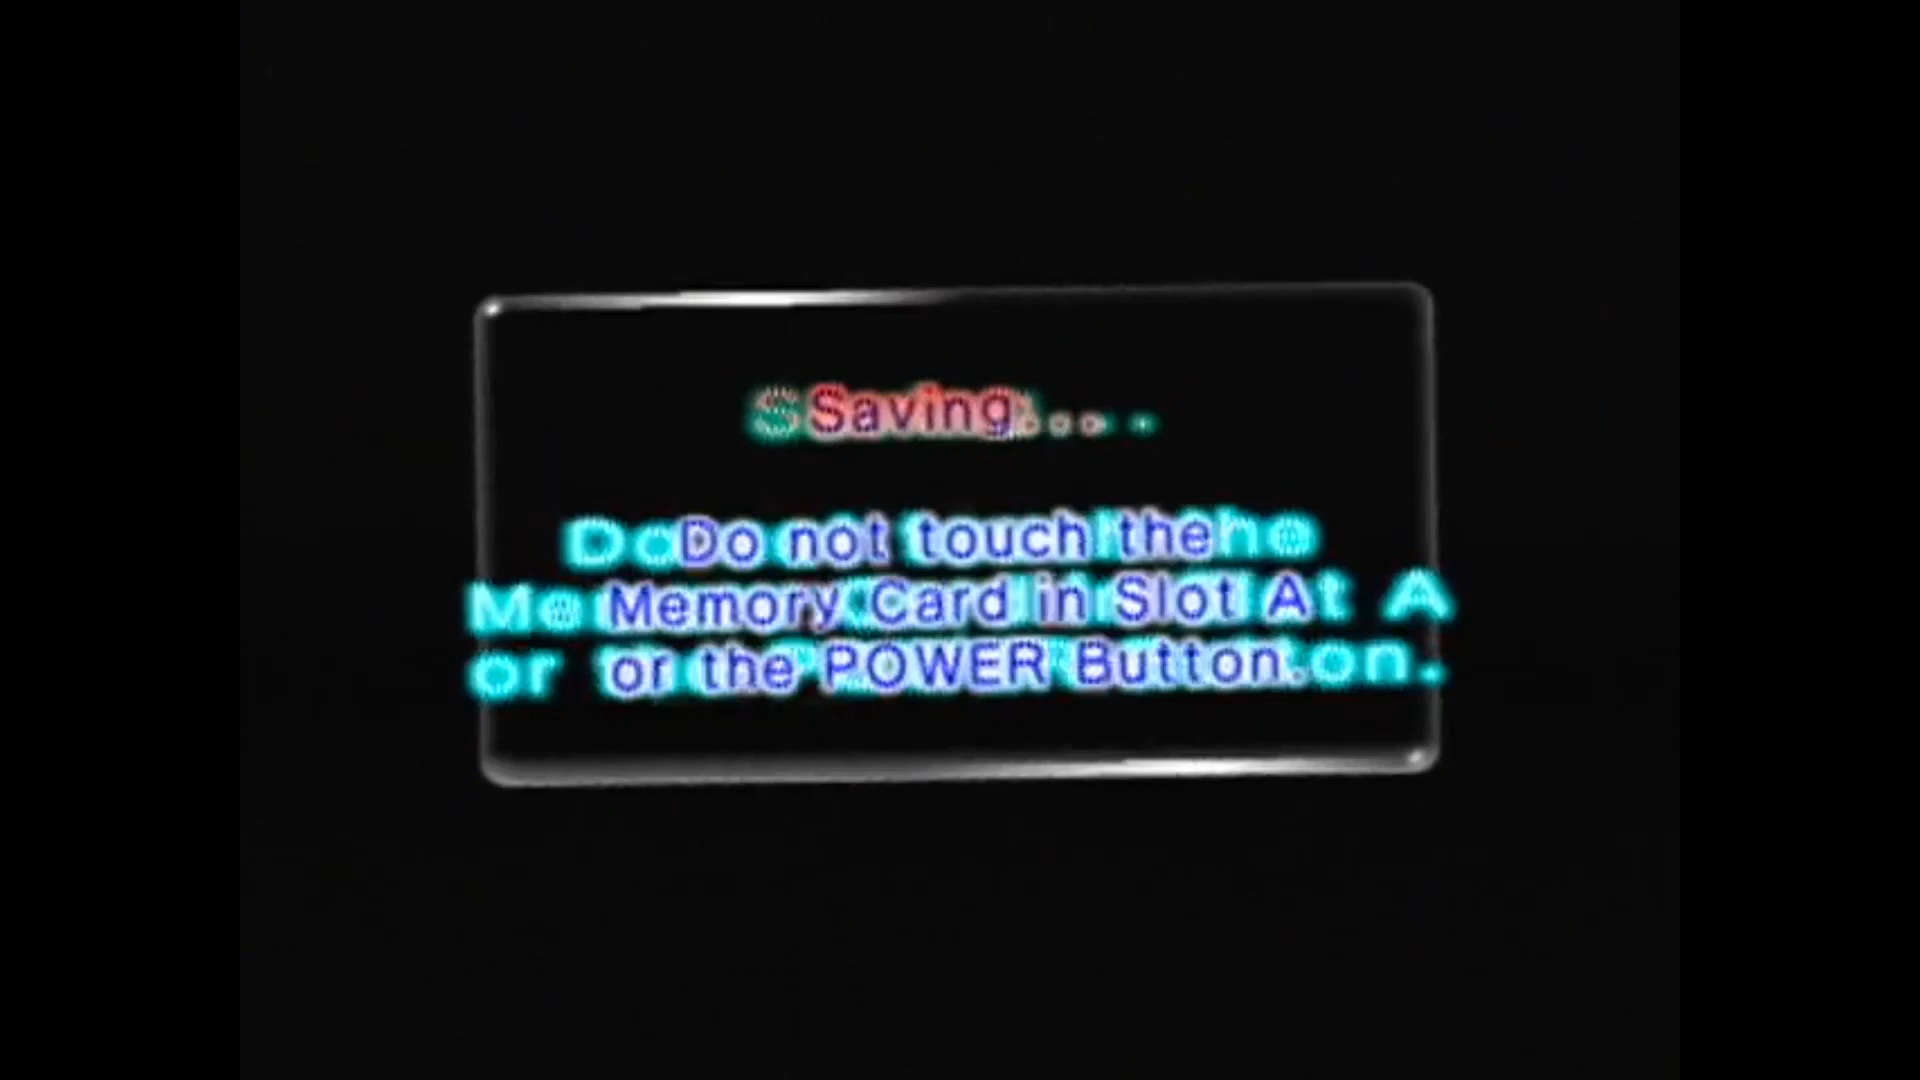 Saving....
Do not touch the
Memory Card in Slot A
or the POWER Button.